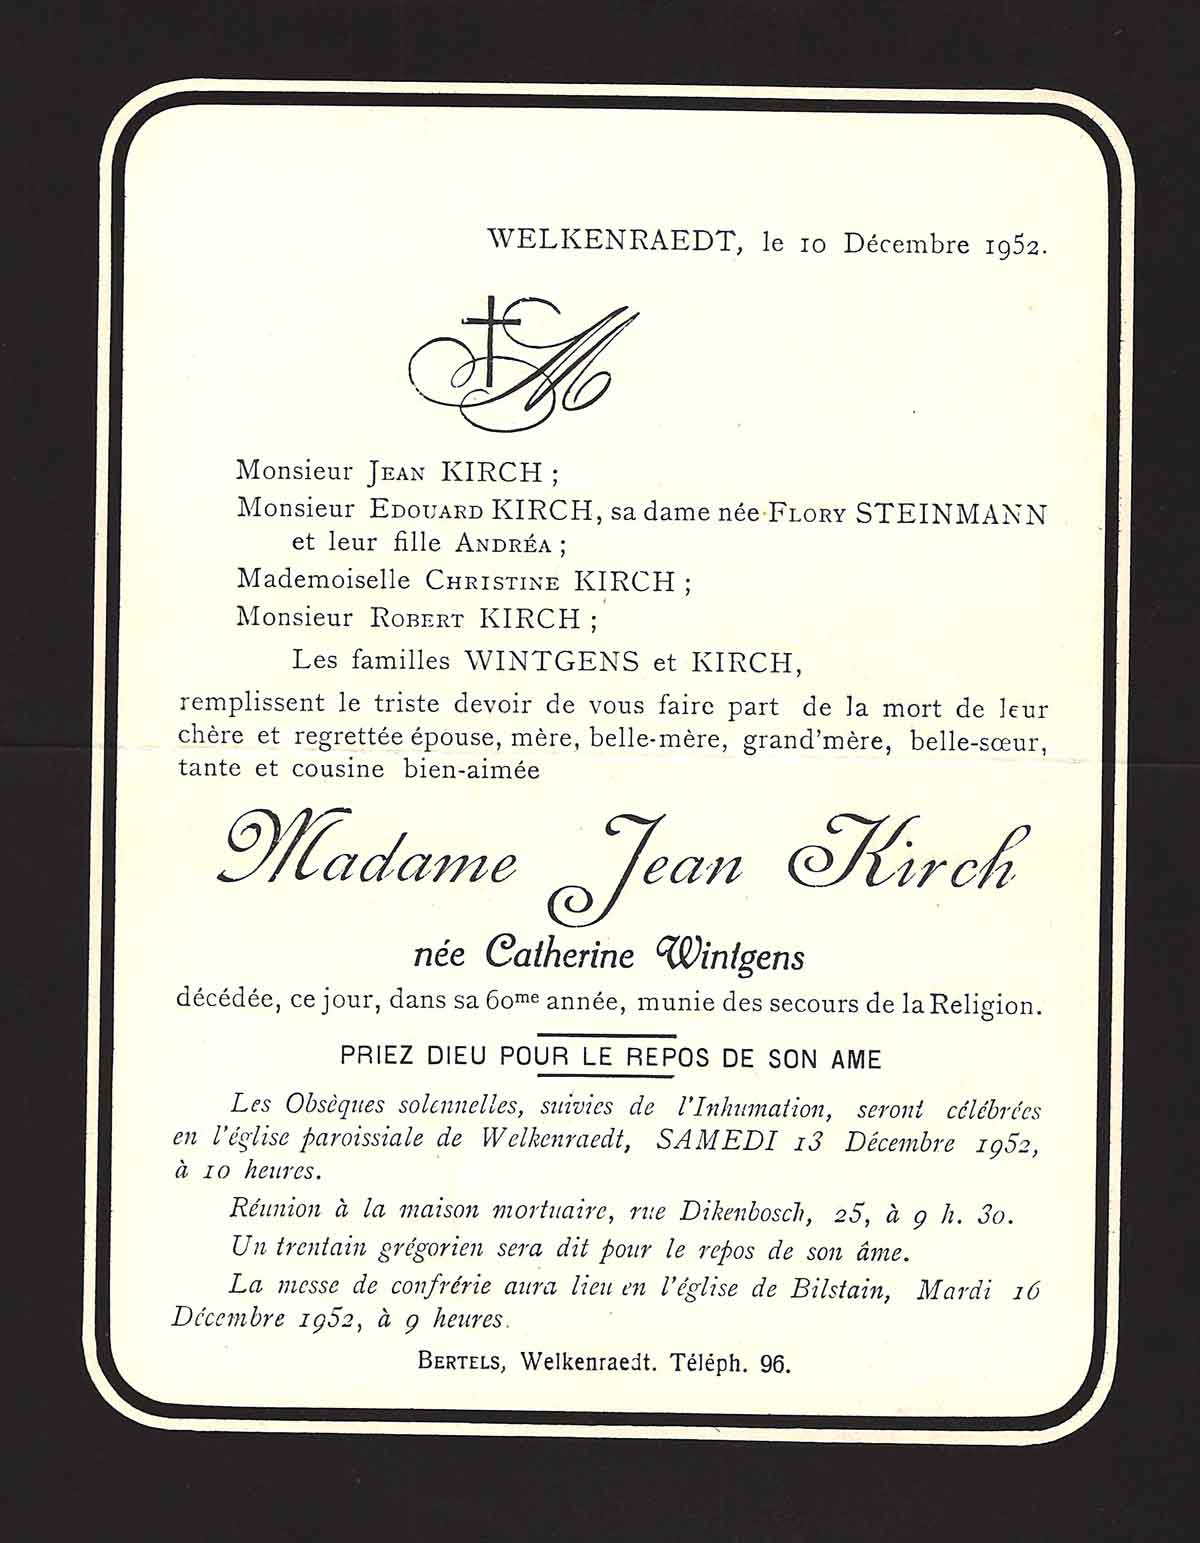 WELKENRAEDT, le 10 Décembre 1952.
M
Monsieur JEAN KIRCH ;
Monsieur EDOUARD KIRCH, sa dame née FLORY STEINMANN
et leur fille ANDRÉA ;
Mademoiselle CHRISTINE KIRCH ;
Monsieur ROBERT KIRCH ;
Les familles WINTGENS et KIRCH,
remplissent le triste devoir de vous faire part de la mort de leur
chère et regrettée épouse, mère, belle-mère, grand'mère, belle-sœur,
tante et cousine bien-aimée
Madame Jean Kirch
née Catherine Wintgens
décédée, ce jour, dans sa 60me année, munie des secours de la Religion.
PRIEZ DIEU POUR LE REPOS DE SON AME
Les Obsèques solennelles, suivies de l'Inhumation, seront célébrées
en l'église paroissiale de Welkenraedt, SAMEDI 13 Décembre 1952,
à 10 heures.
Réunion à la maison mortuaire, rue Dikenbosch, 25, à 9 h. 30.
Un trentain grégorien sera dit pour le repos de son âme.
La messe de confrérie aura lieu en l'église de Bilstain, Mardi 16
Décembre 1952, à 9 heures.
BERTELS, Welkenraedt. Téléph. 96.